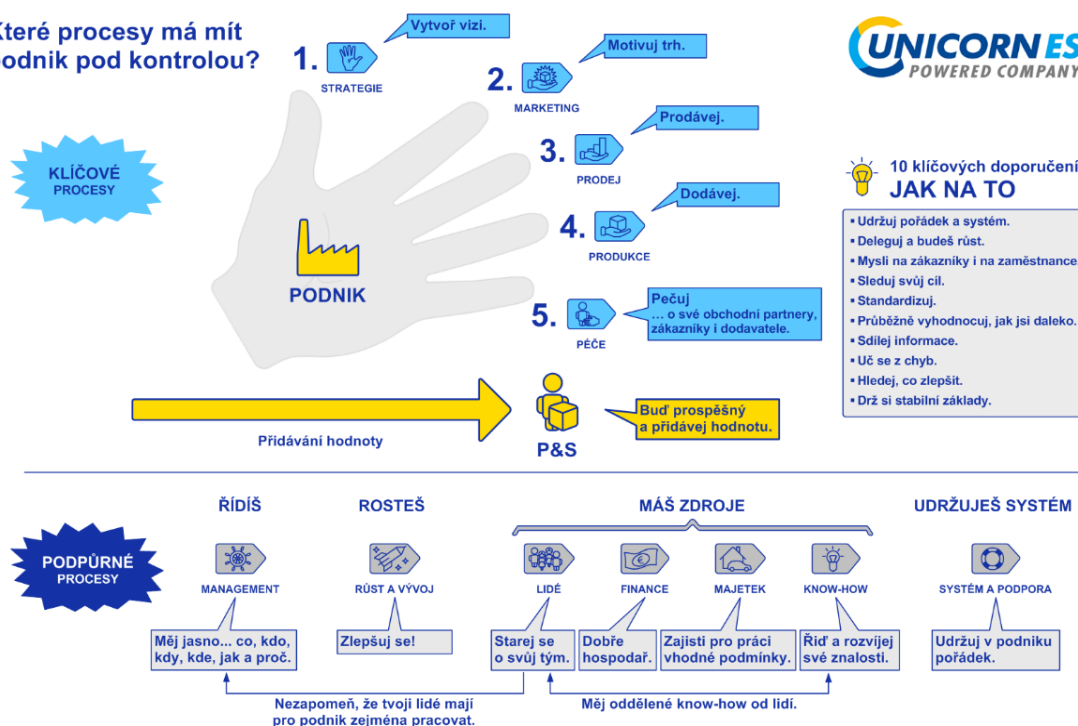 Které procesy má mít
podnik pod kontrolou?
1.
STRATEGIE
Vytvoř vizi.
2.
MARKETING
Motivuj trh.
3.
PRODEJ
Prodávej.
4.
PRODUKCE
Dodávej.
5.
PÉČE
Pečuj
... o své obchodní partnery,
zákazníky i dodavatele.
KLÍČOVÉ
PROCESY
PODNIK
UNICORN ES
POWERED COMPANY
10 klíčových doporučení
JAK NA TO
▪ Udržuj pořádek a systém.
▪ Deleguj a budeš růst.
▪ Mysli na zákazníky i na zaměstnance.
▪ Sleduj svůj cíl.
▪ Standardizuj.
▪ Průběžně vyhodnocuj, jak jsi daleko.
▪ Sdílej informace.
▪ Uč se z chyb.
▪ Hledej, co zlepšit.
▪ Drž si stabilní základy.
Přidávání hodnoty
P&S
Buď prospěšný
a přidávej hodnotu.
PODPŮRNÉ
PROCESY
ŘÍDÍŠ
ROSTEŠ
MÁŠ ZDROJE
UDRŽUJEŠ SYSTÉM
MANAGEMENT
RŮST A VÝVOJ
LIDÉ
FINANCE
MAJETEK
KNOW-HOW
SYSTÉM A PODPORA
Měj jasno... co, kdo,
kdy, kde, jak a proč.
Zlepšuj se!
Starej se
o svůj tým.
Dobře
hospodař.
Zajisti pro práci
vhodné podmínky.
Řiď a rozvíjej
své znalosti.
Udržuj v podniku
pořádek.
Nezapomeň, že tvoji lidé mají
pro podnik zejména pracovat.
Měj oddělené know-how od lidí.